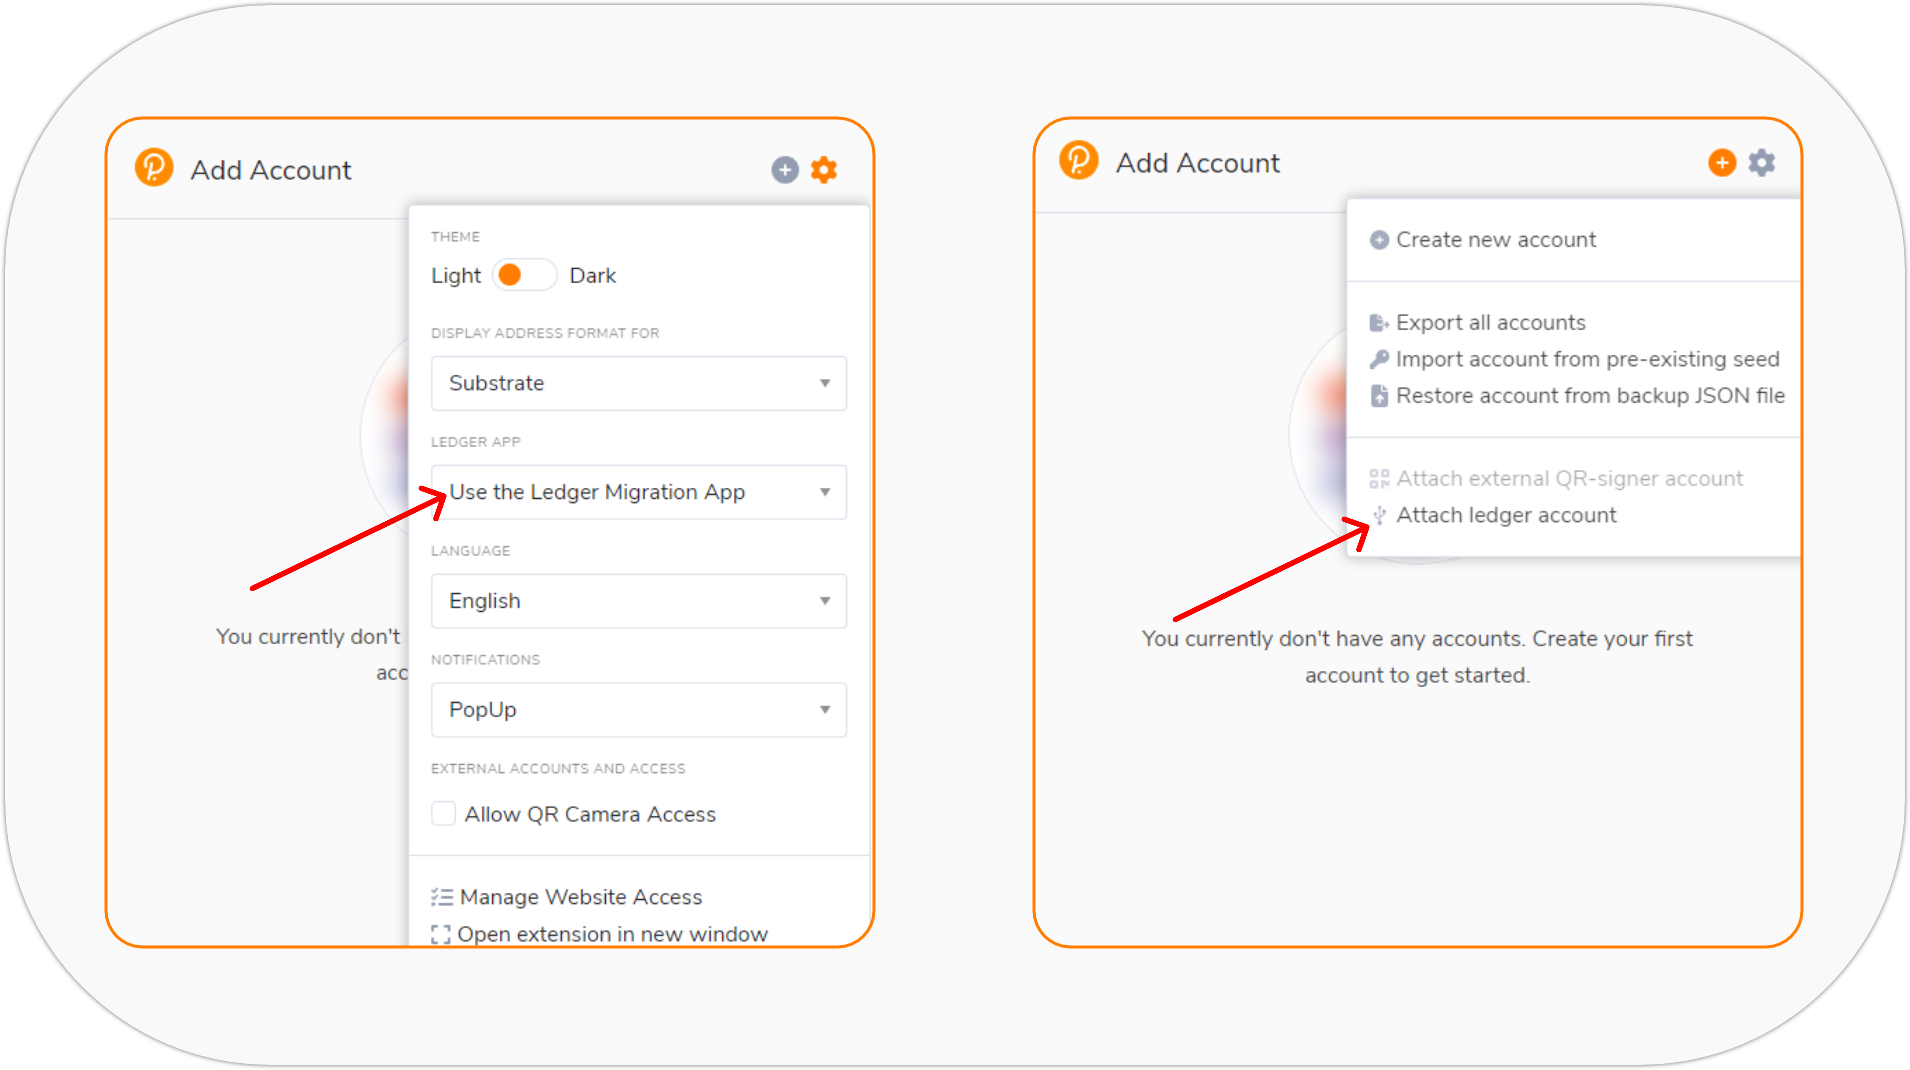 Add Account
THEME
Light Dark
DISPLAY ADDRESS FORMAT FOR
Substrate
LEDGER APP
Use the Ledger Migration App
LANGUAGE
English
You currently don't
acc
NOTIFICATIONS
PopUp
EXTERNAL ACCOUNTS AND ACCESS
Allow QR Camera Access
Manage Website Access
Open extension in new window
Add Account
Create new account
Export all accounts
Import account from pre-existing seed
Restore account from backup JSON file
Attach external QR-signer account
Attach ledger account
You currently don't have any accounts. Create your first
account to get started.